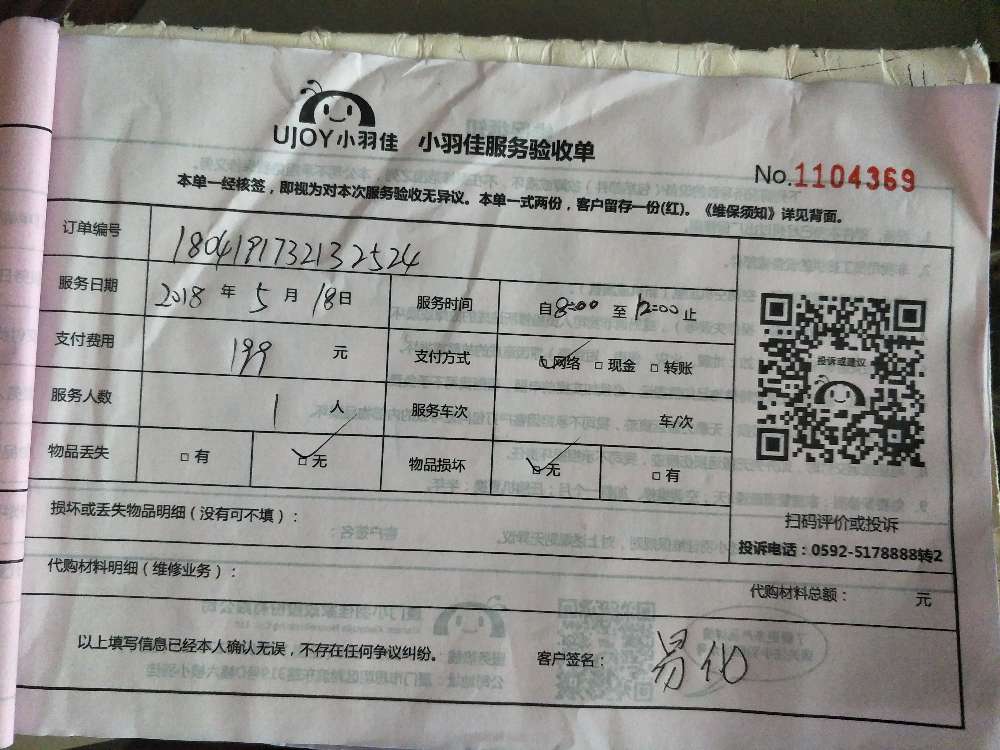 UJOY小羽佳 小羽佳服务验收单
No.1104369
本单一经核签，即视为对本次服务验收无异议。本单一式两份，客户留存一份(红)。《维保须知》详见背面。
订单编号 180419173213 2524
服务日期 2018 年 5 月 18 日 服务时间 自 8:00 至 12:00 止
支付费用 199 元 支付方式 □网络 □现金 □转账
服务人数 1 人 服务车次 车/次
物品丢失 □有 □无 物品损坏 □无 □有
投诉或建议
扫码评价或投诉
投诉电话：0592-5178888转2
损坏或丢失物品明细（没有可不填）：
代购材料明细（维修业务）： 代购材料总额： 元
以上填写信息已经本人确认无误，不存在任何争议纠纷。 客户签名：